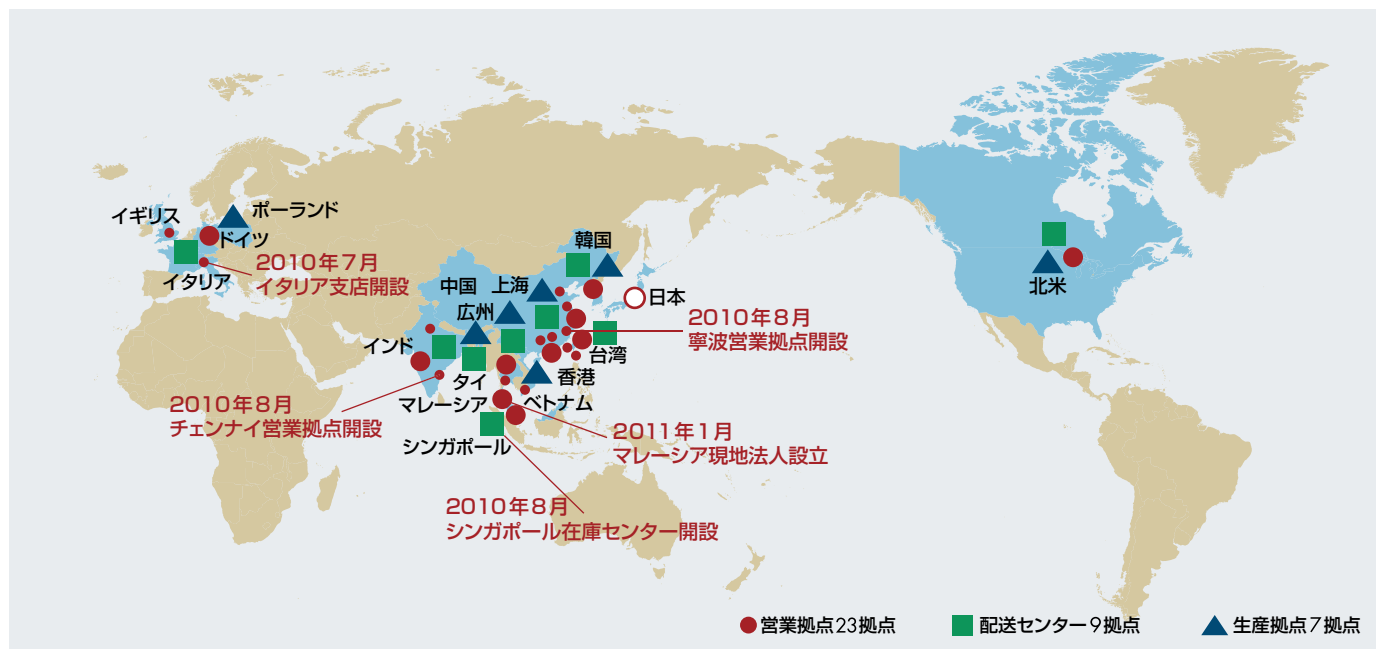 イギリス
ポーランド
ドイツ
2010年7月
イタリア支店開設
イタリア
韓国
中国
上海
広州
日本
北米
2010年8月
寧波営業拠点開設
インド
台湾
タイ
香港
マレーシア
ベトナム
2010年8月
チェンナイ営業拠点開設
シンガポール
2011年1月
マレーシア現地法人設立
2010年8月
シンガポール在庫センター開設
営業拠点23拠点
配送センター9拠点
生産拠点7拠点